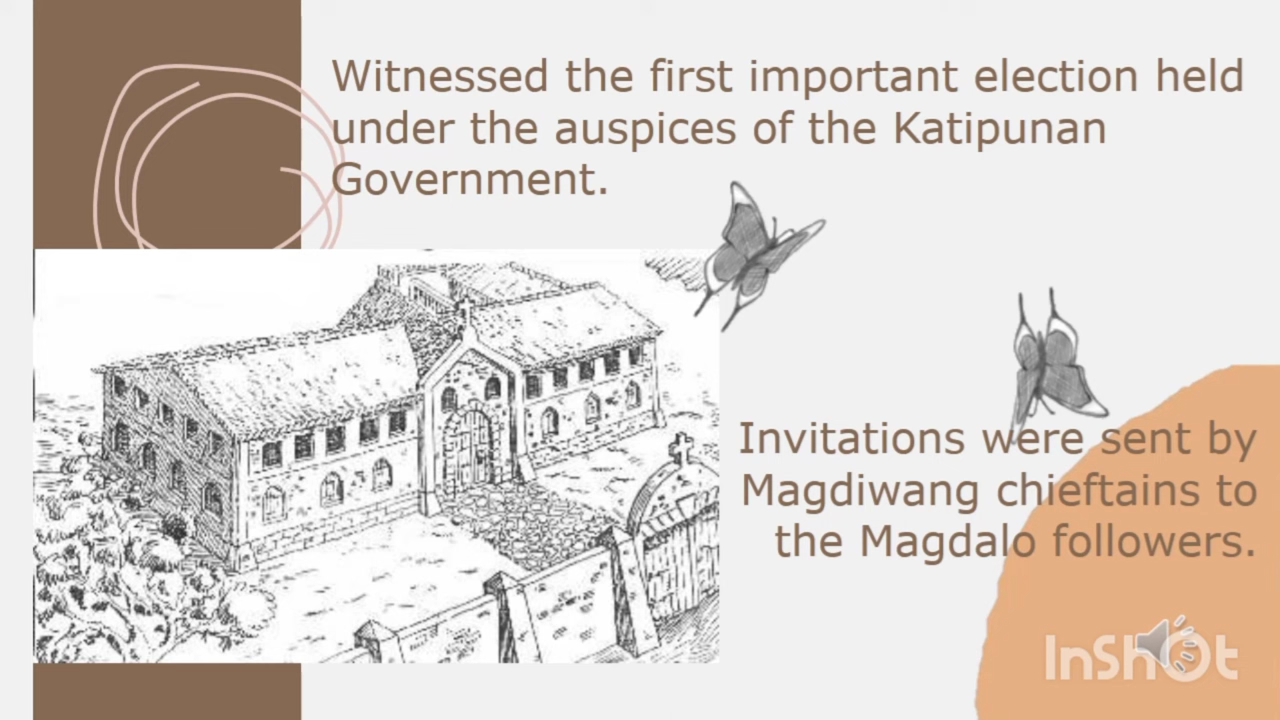 Witnessed the first important election held
under the auspices of the Katipunan
Government.
Invitations were sent by
Magdiwang chieftains to
the Magdalo followers.
InShOt